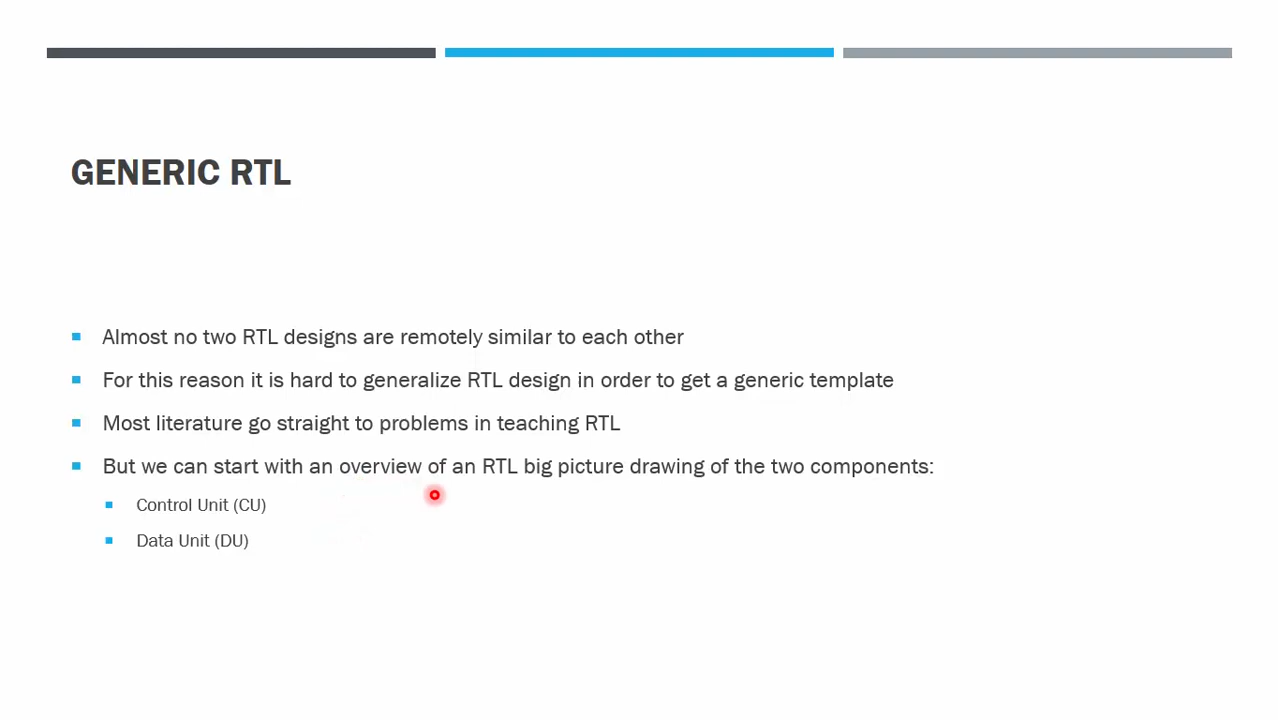 GENERIC RTL
Almost no two RTL designs are remotely similar to each other
For this reason it is hard to generalize RTL design in order to get a generic template
Most literature go straight to problems in teaching RTL
But we can start with an overview of an RTL big picture drawing of the two components:
Control Unit (CU)
Data Unit (DU)